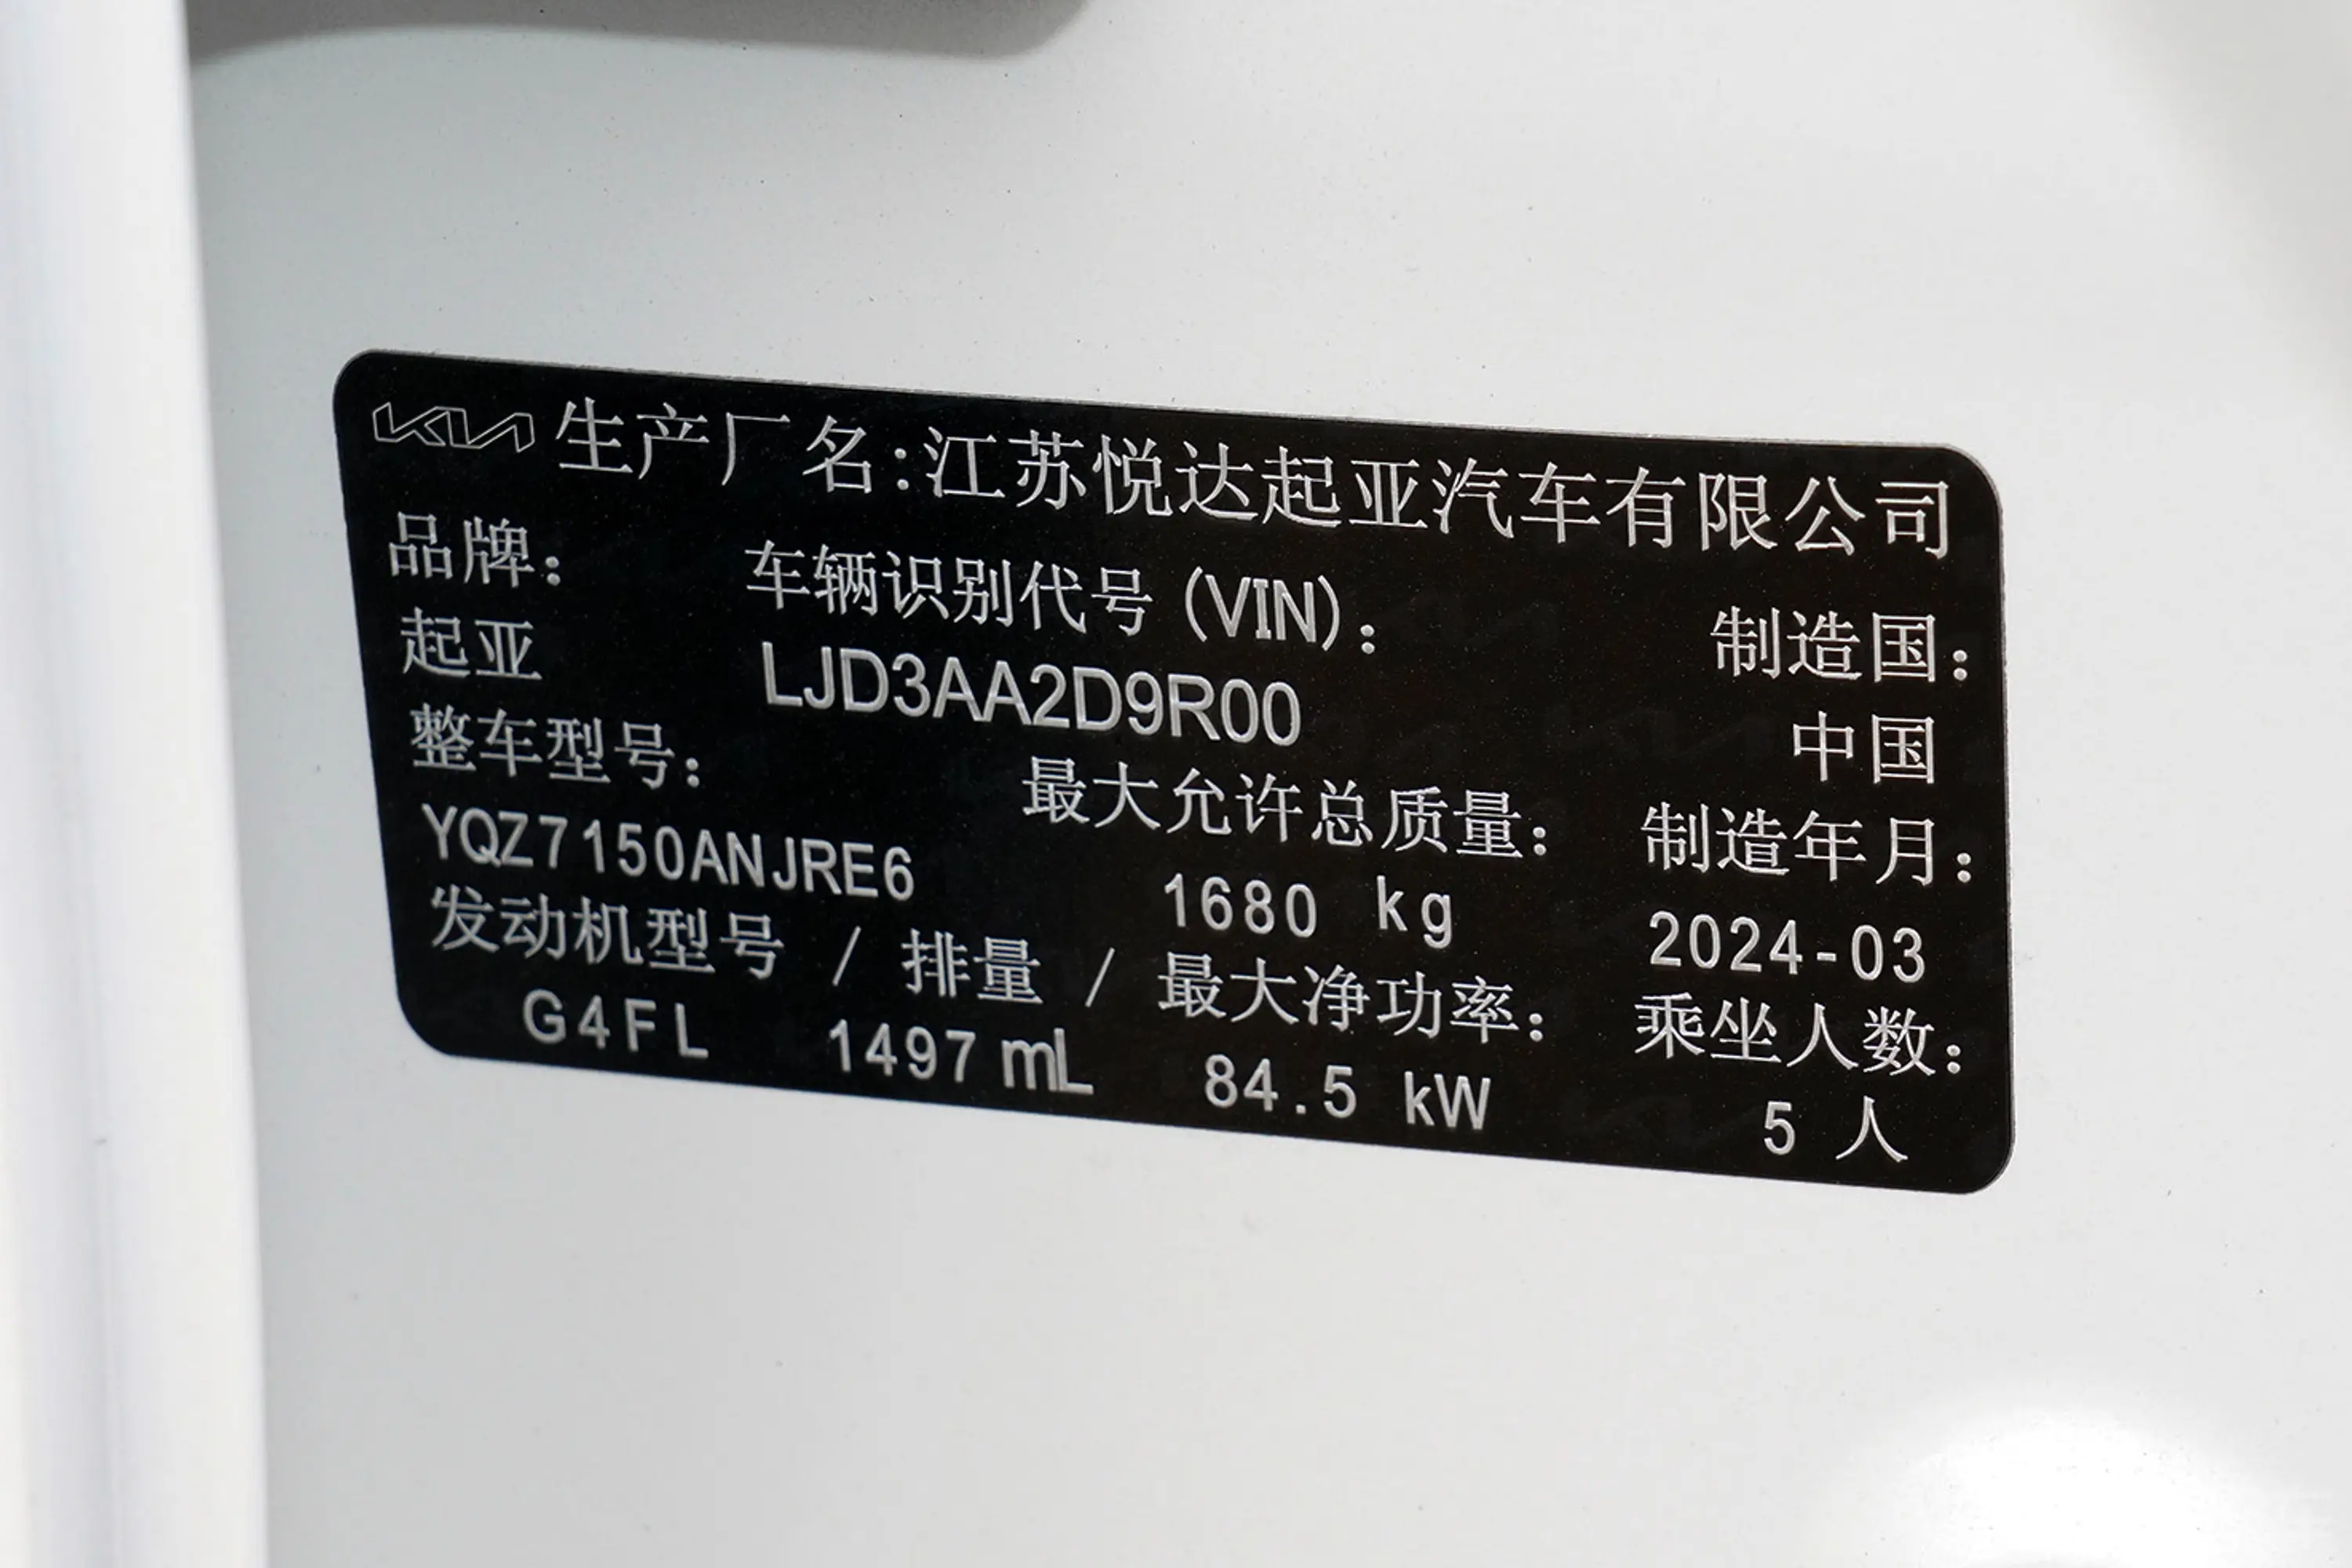 KIA 生产厂名:江苏悦达起亚汽车有限公司
品牌: 车辆识别代号(VIN): 制造国:
起亚 LJD3AA2D9R00 中国
整车型号: 最大允许总质量: 制造年月:
YQZ7150ANJRE6 1680 kg 2024-03
发动机型号 / 排量 / 最大净功率: 乘坐人数:
G4FL 1497 mL 84.5 kW 5 人